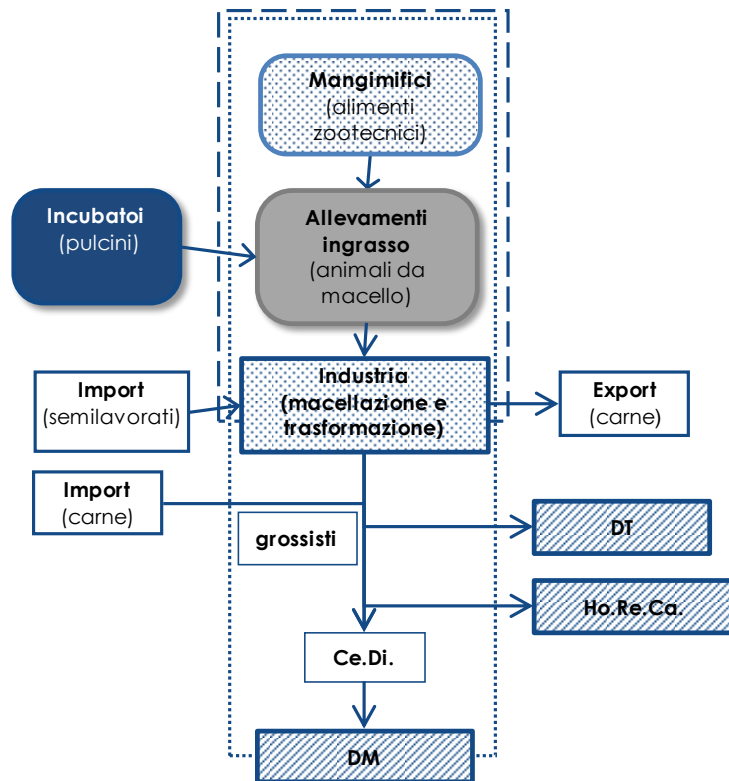 Mangimifici
(alimenti
zootecnici)
Incubatoi
(pulcini)
Allevamenti
ingrasso
(animali da
macello)
Import
(semilavorati)
Industria
(macellazione e
trasformazione)
Export
(carne)
Import
(carne)
grossisti
DT
Ho.Re.Ca.
Ce.Di.
DM